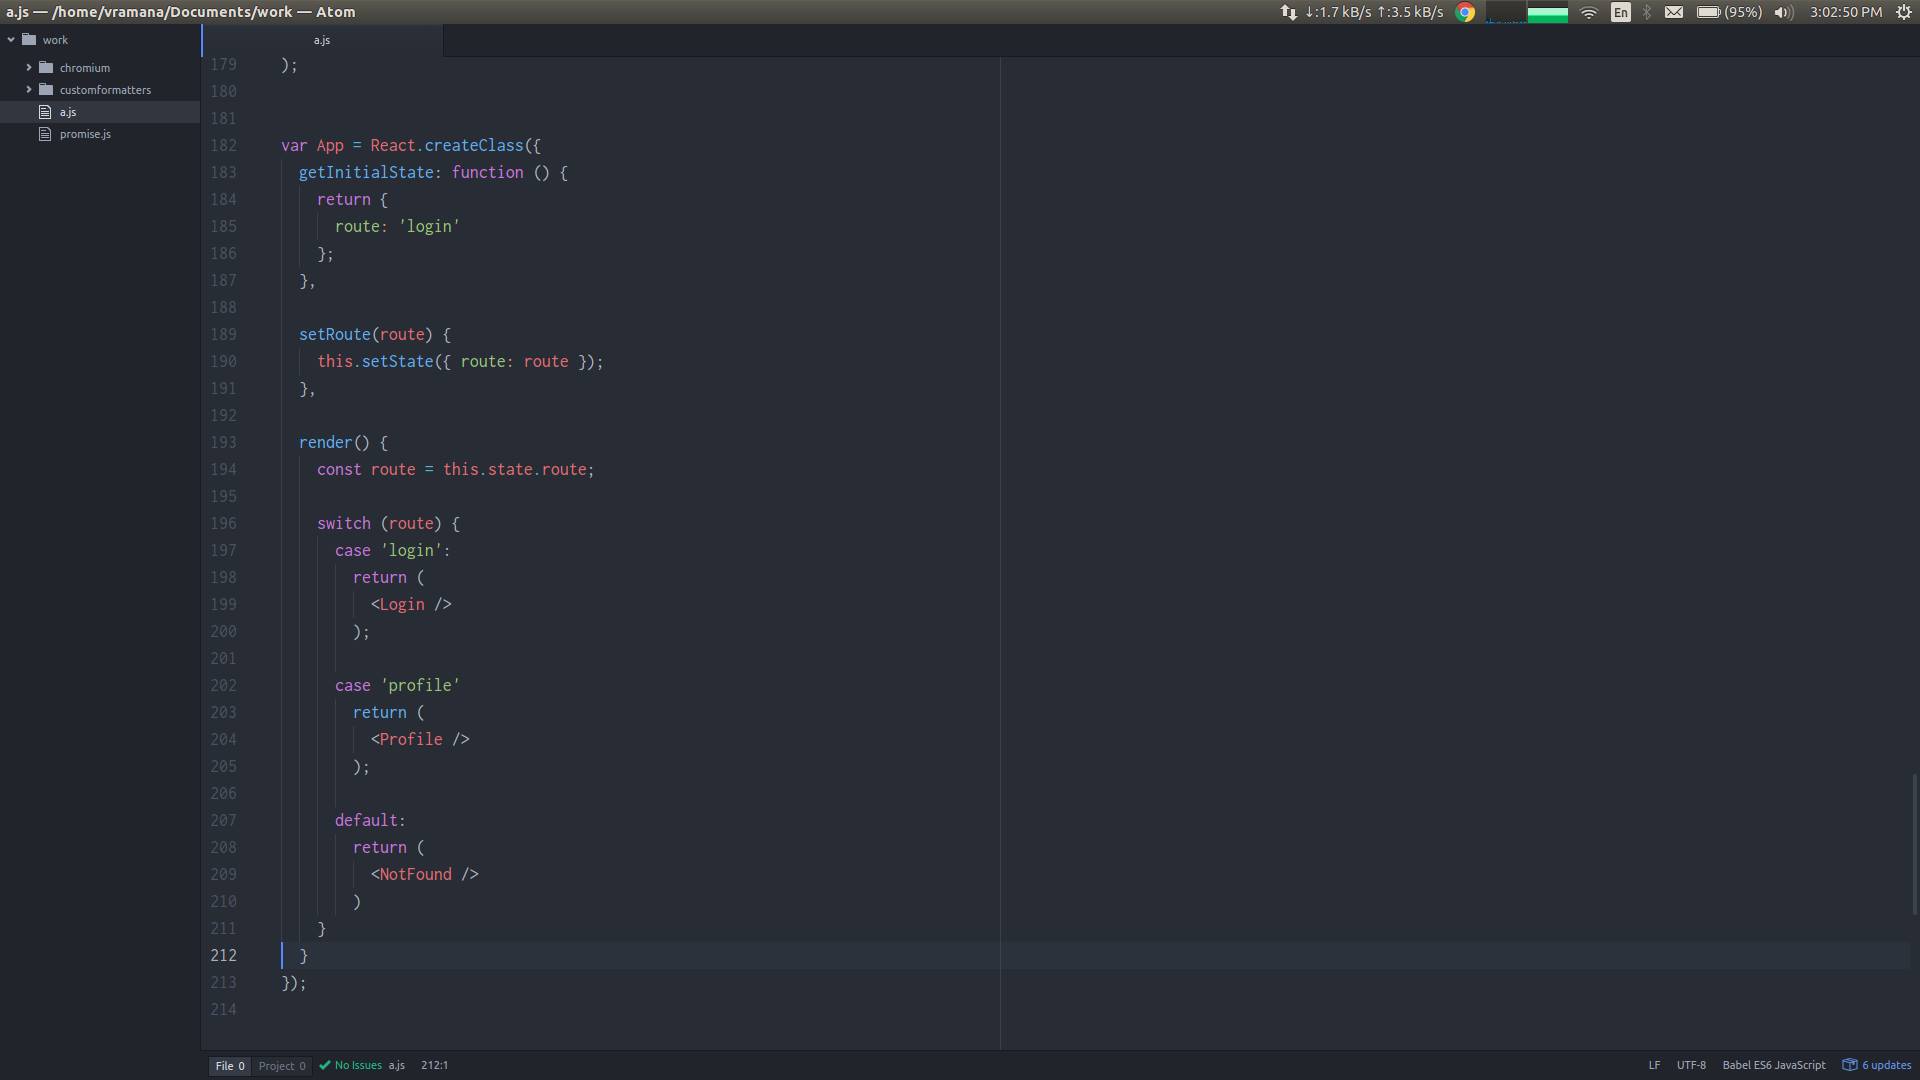 a.js — /home/vramana/Documents/work — Atom
↓:1.7 kB/s ↑:3.5 kB/s En (95%) 3:02:50 PM
work
chromium
customformatters
a.js
promise.js
a.js
179 );
180
181
182 var App = React.createClass({
183 getInitialState: function () {
184 return {
185 route: 'login'
186 };
187 },
188
189 setRoute(route) {
190 this.setState({ route: route });
191 },
192
193 render() {
194 const route = this.state.route;
195
196 switch (route) {
197 case 'login':
198 return (
199 <Login />
200 );
201
202 case 'profile'
203 return (
204 <Profile />
205 );
206
207 default:
208 return (
209 <NotFound />
210 )
211 }
212 }
213 });
214
File 0 Project 0 No Issues a.js 212:1 LF UTF-8 Babel ES6 JavaScript 6 updates